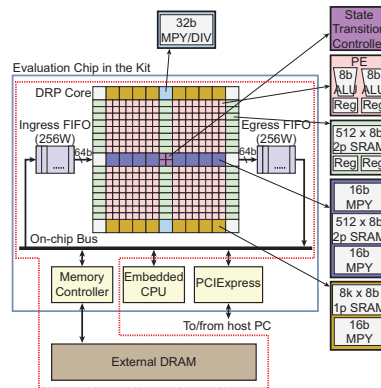 32b
MPY/DIV
State
Transition
Controller
Evaluation Chip in the Kit
DRP Core
PE
8b 8b
ALU ALU
Reg Reg
Ingress FIFO
(256W)
64b
Egress FIFO
(256W)
64b
512 x 8b
2p SRAM
Reg Reg
16b
MPY
512 x 8b
2p SRAM
16b
MPY
On-chip Bus
Memory
Controller
Embedded
CPU
PCIExpress
8k x 8b
1p SRAM
16b
MPY
To/from host PC
External DRAM